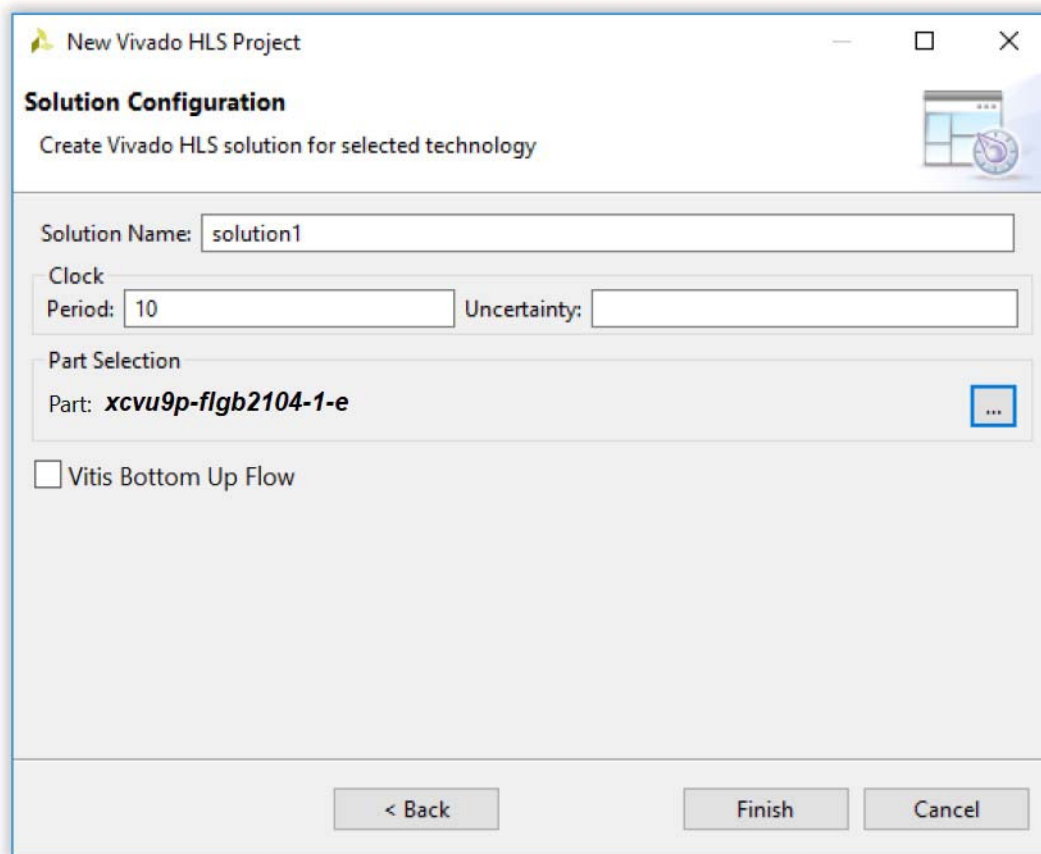 New Vivado HLS Project
Solution Configuration
Create Vivado HLS solution for selected technology
Solution Name: solution1
Clock
Period: 10 Uncertainty:
Part Selection
Part: xcvu9p-flgb2104-1-e ...
Vitis Bottom Up Flow
< Back Finish Cancel